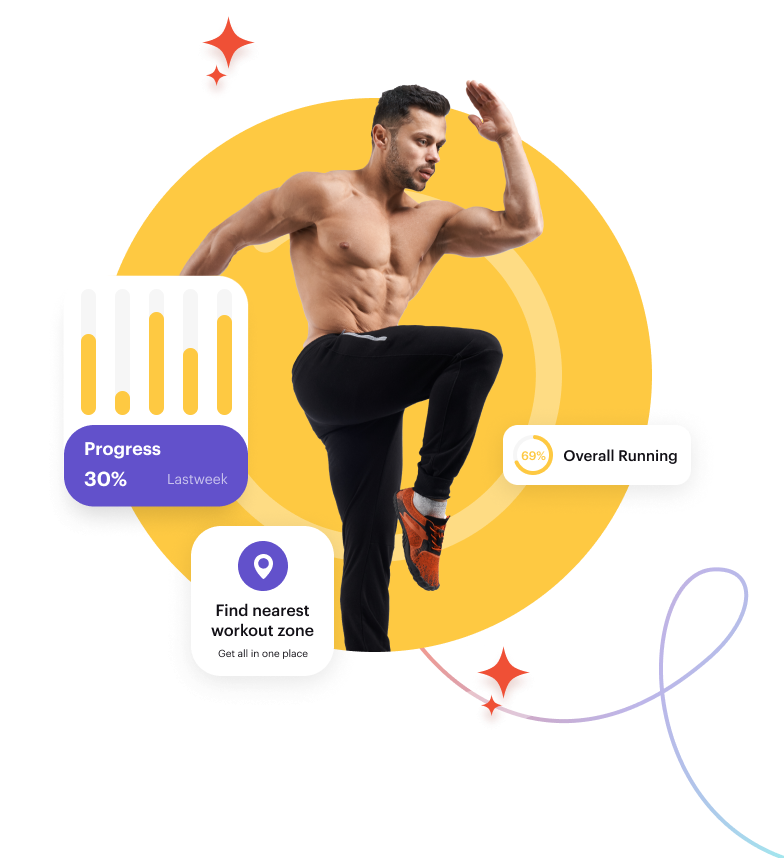 Progress
30%
Lastweek
69%
Overall Running
Find nearest
workout zone
Get all in one place